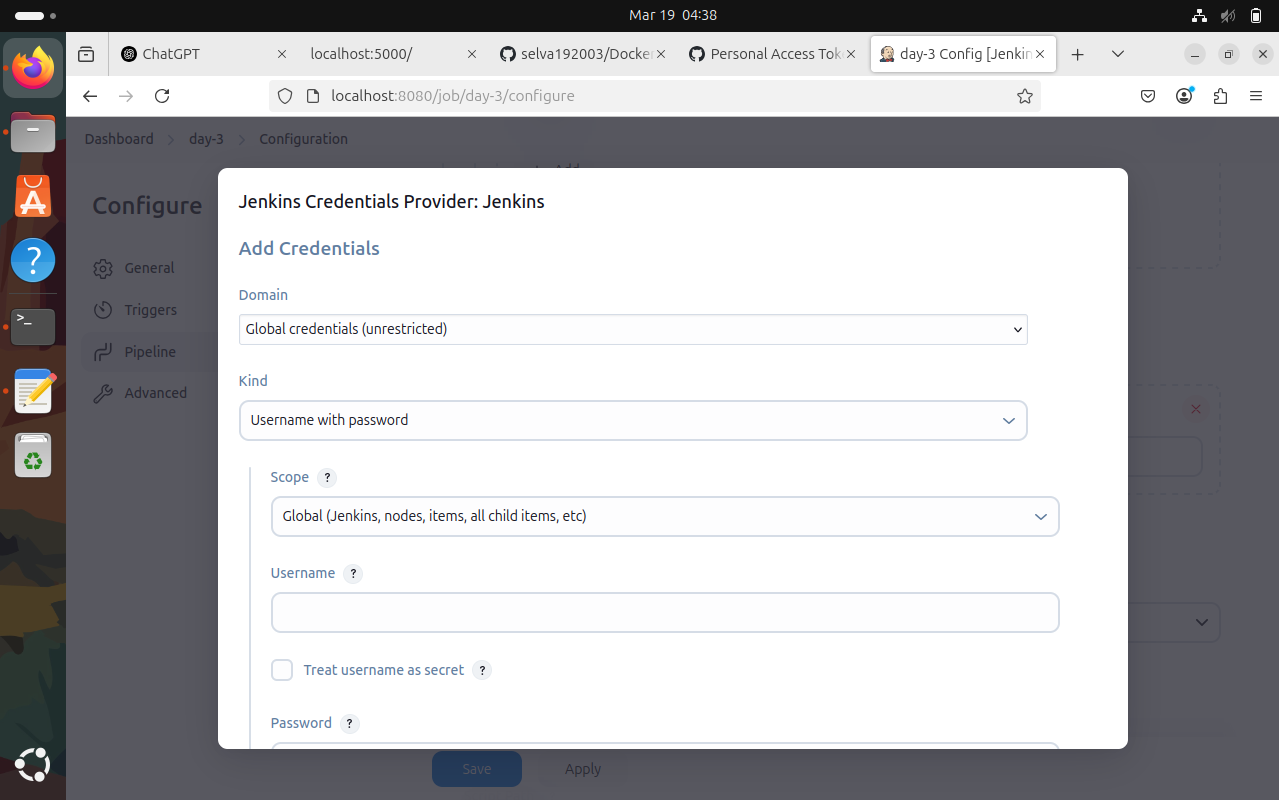 Mar 19 04:38
ChatGPT
localhost:5000/
selva192003/Docker
Personal Access Tok
day-3 Config [Jenkins
localhost:8080/job/day-3/configure
Dashboard
day-3
Configuration
Add
Configure
General
Triggers
Pipeline
Advanced
Jenkins Credentials Provider: Jenkins
Add Credentials
Domain
Global credentials (unrestricted)
Kind
Username with password
Scope ?
Global (Jenkins, nodes, items, all child items, etc)
Username ?
Treat username as secret ?
Password ?
Save
Apply